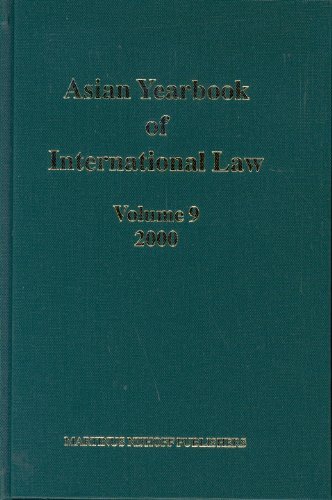 Asian Yearbook
of
International Law
Volume 9
2000
MARTINUS NIJHOFF PUBLISHERS